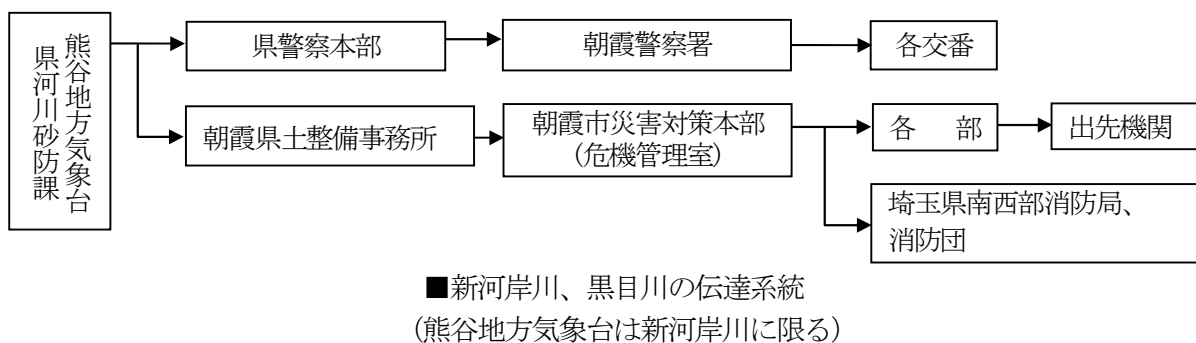 熊谷地方気象台
県河川砂防課
県警察本部
朝霞警察署
各交番
朝霞県土整備事務所
朝霞市災害対策本部
(危機管理室)
各　部
出先機関
埼玉県南西部消防局、
消防団
■新河岸川、黒目川の伝達系統
(熊谷地方気象台は新河岸川に限る)